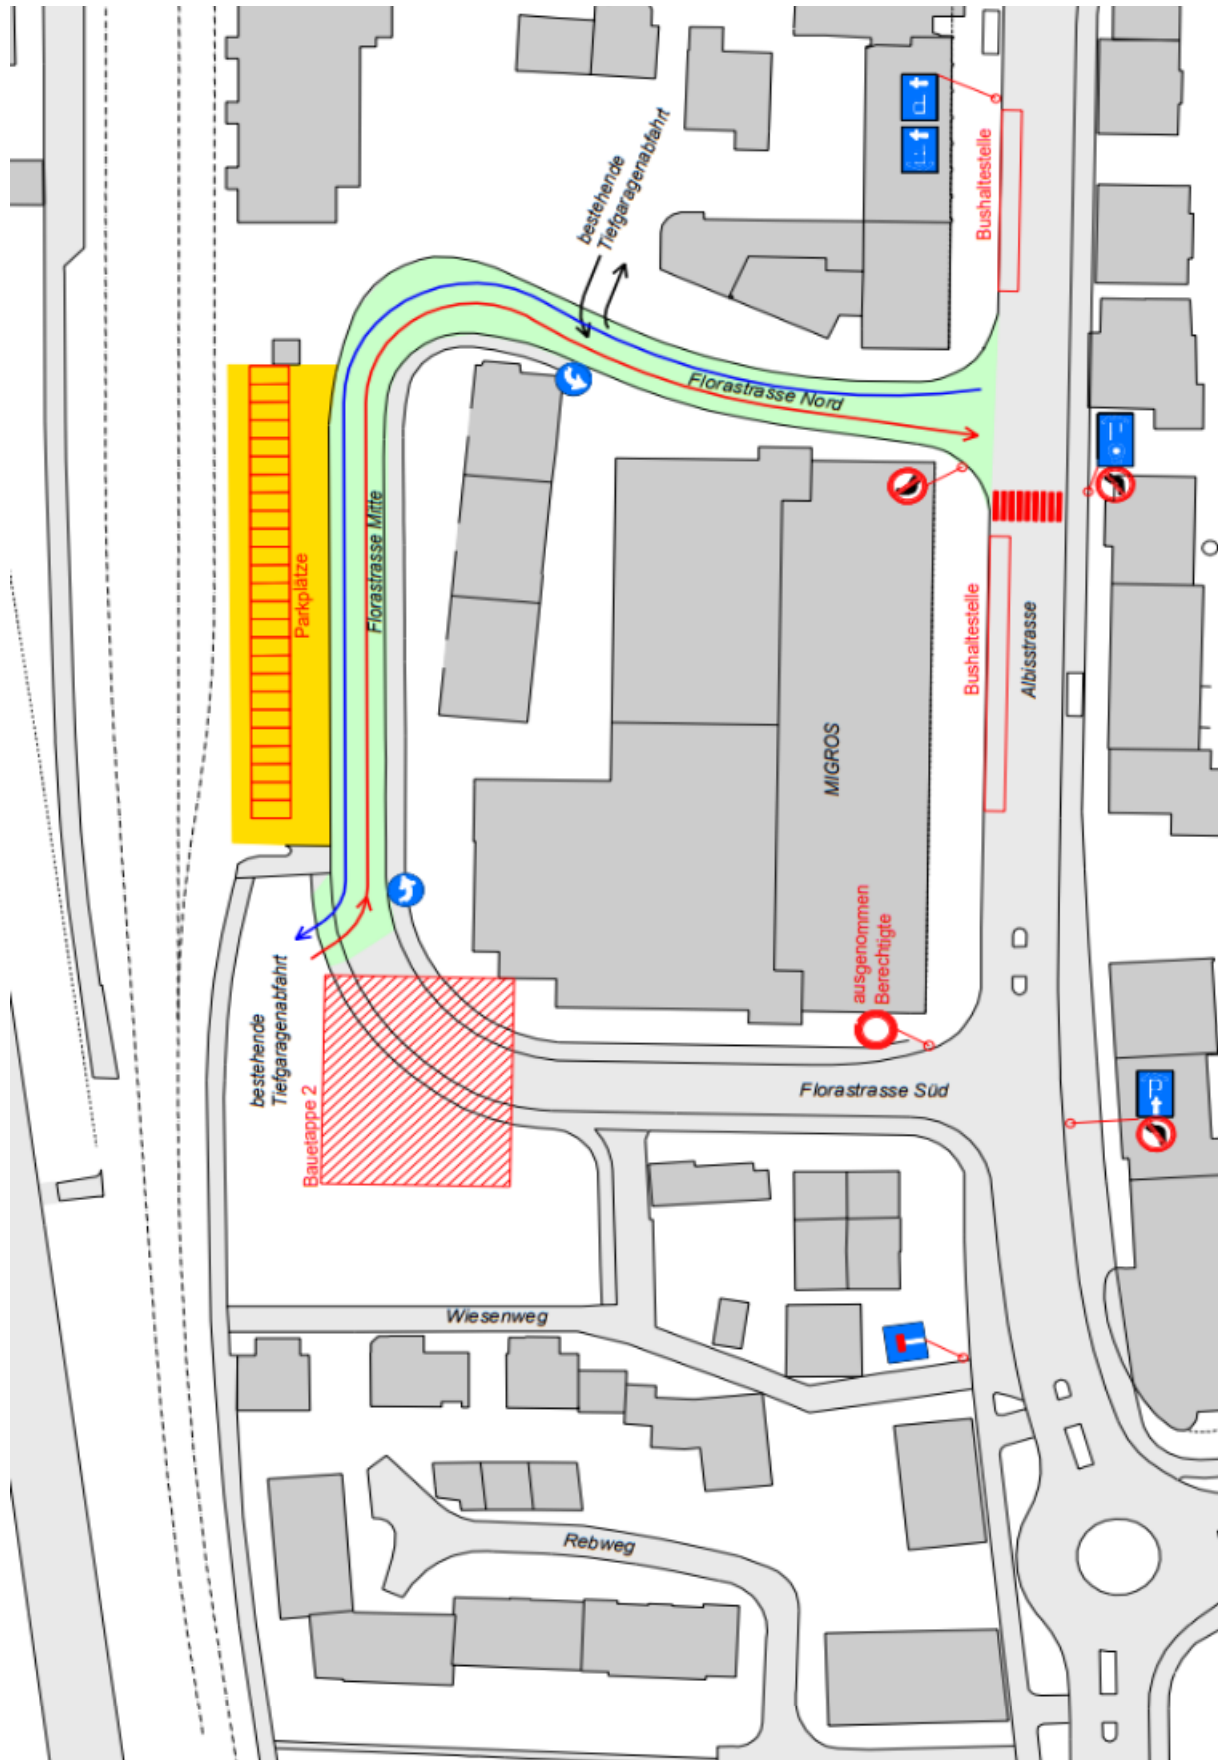 bestehende
Tiefgaragenabfahrt
Bushaltestelle
Florastrasse Nord
Florastrasse Mitte
Parkplätze
Bushaltestelle
Albisstrasse
MIGROS
ausgenommen
Berechtigte
bestehende
Tiefgaragenabfahrt
Bauetappe 2
Florastrasse Süd
Wiesenweg
Rebweg